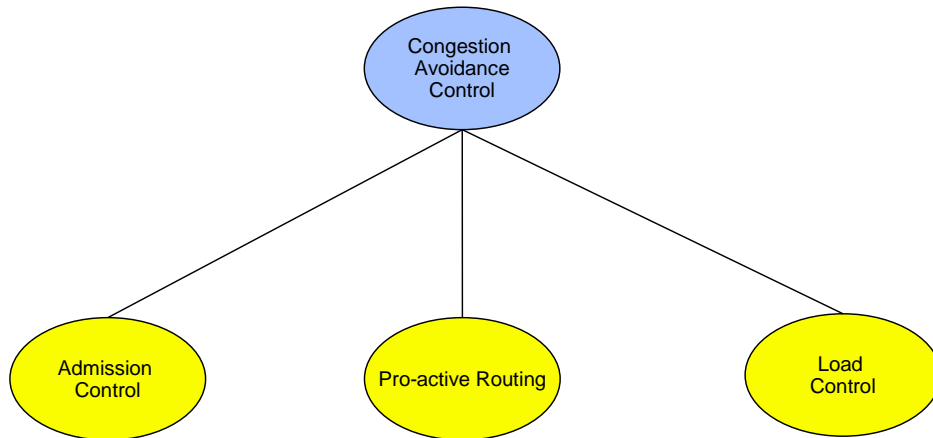 Congestion
Avoidance
Control
Admission
Control
Pro-active Routing
Load
Control